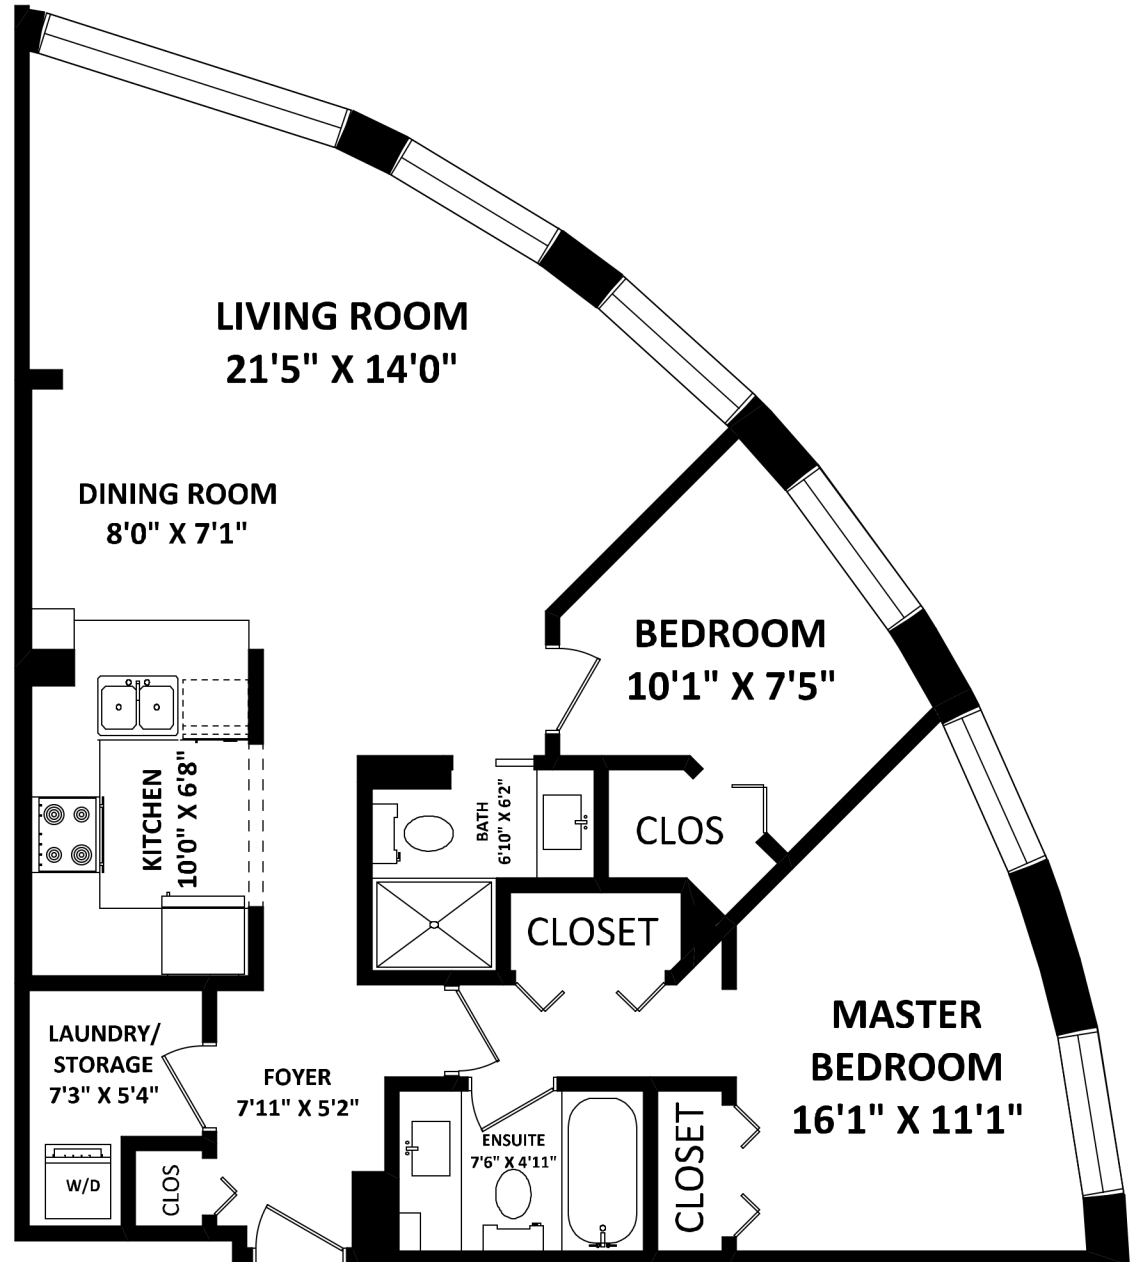 LIVING ROOM
21'5" X 14'0"
DINING ROOM
8'0" X 7'1"
BEDROOM
10'1" X 7'5"
KITCHEN
10'0" X 6'8"
BATH
6'10" X 6'2"
CLOS
CLOSET
MASTER
BEDROOM
16'1" X 11'1"
LAUNDRY/
STORAGE
7'3" X 5'4"
FOYER
7'11" X 5'2"
ENSUITE
7'6" X 4'11"
CLOSET
W/D
CLOS